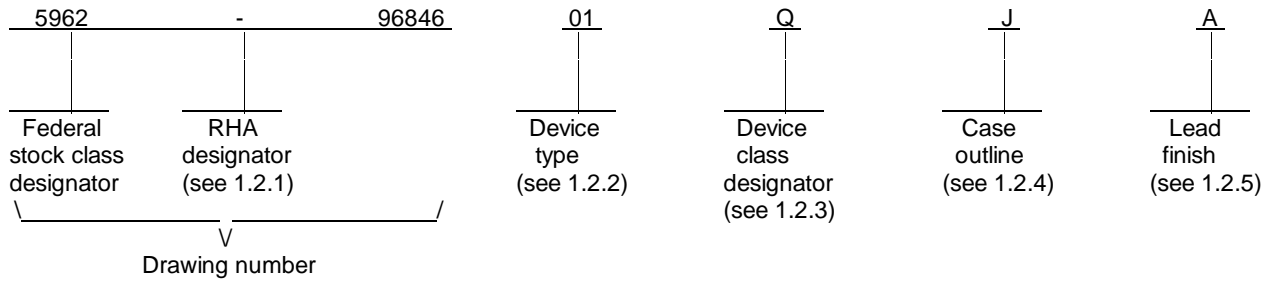 5962 - 96846 01 Q J A
Federal stock class designator
RHA designator (see 1.2.1)
Device type (see 1.2.2)
Device class designator (see 1.2.3)
Case outline (see 1.2.4)
Lead finish (see 1.2.5)
\ /
\/
Drawing number